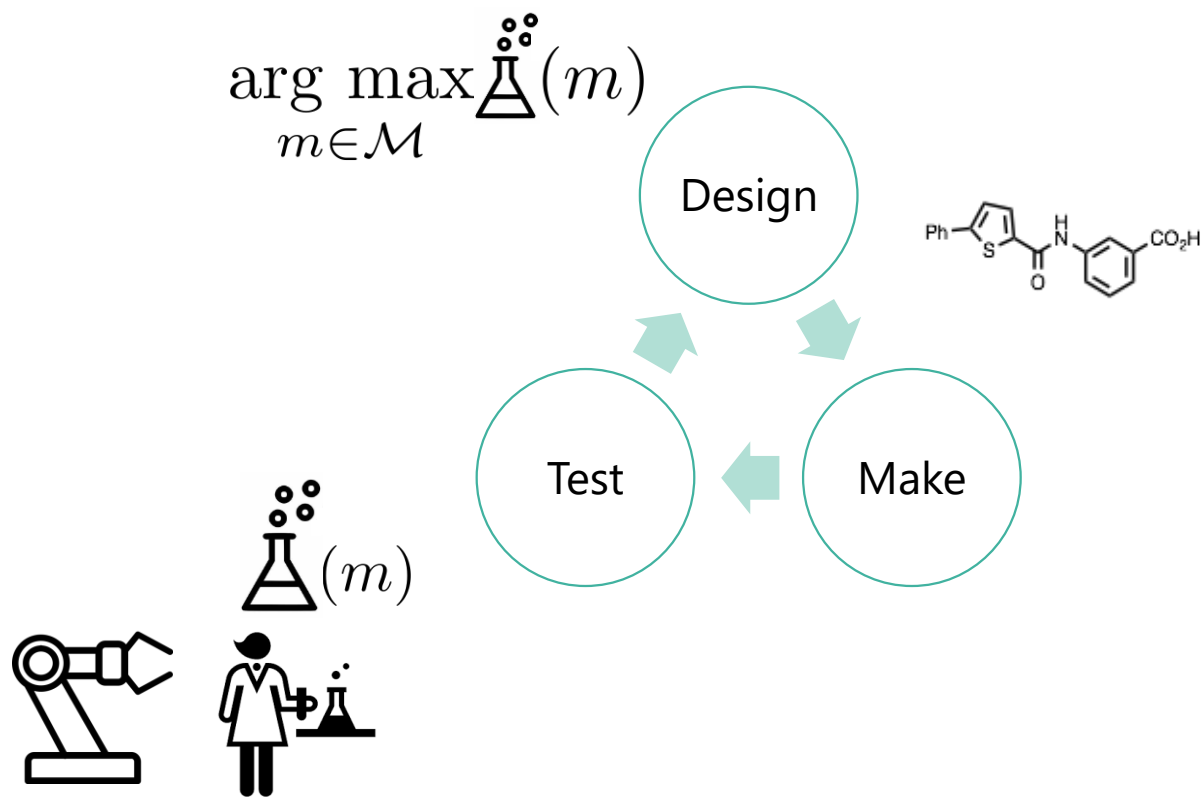 arg max (m)
m∈ℳ
Design
Ph
S
O
H
N
CO₂H
Test
Make
(m)